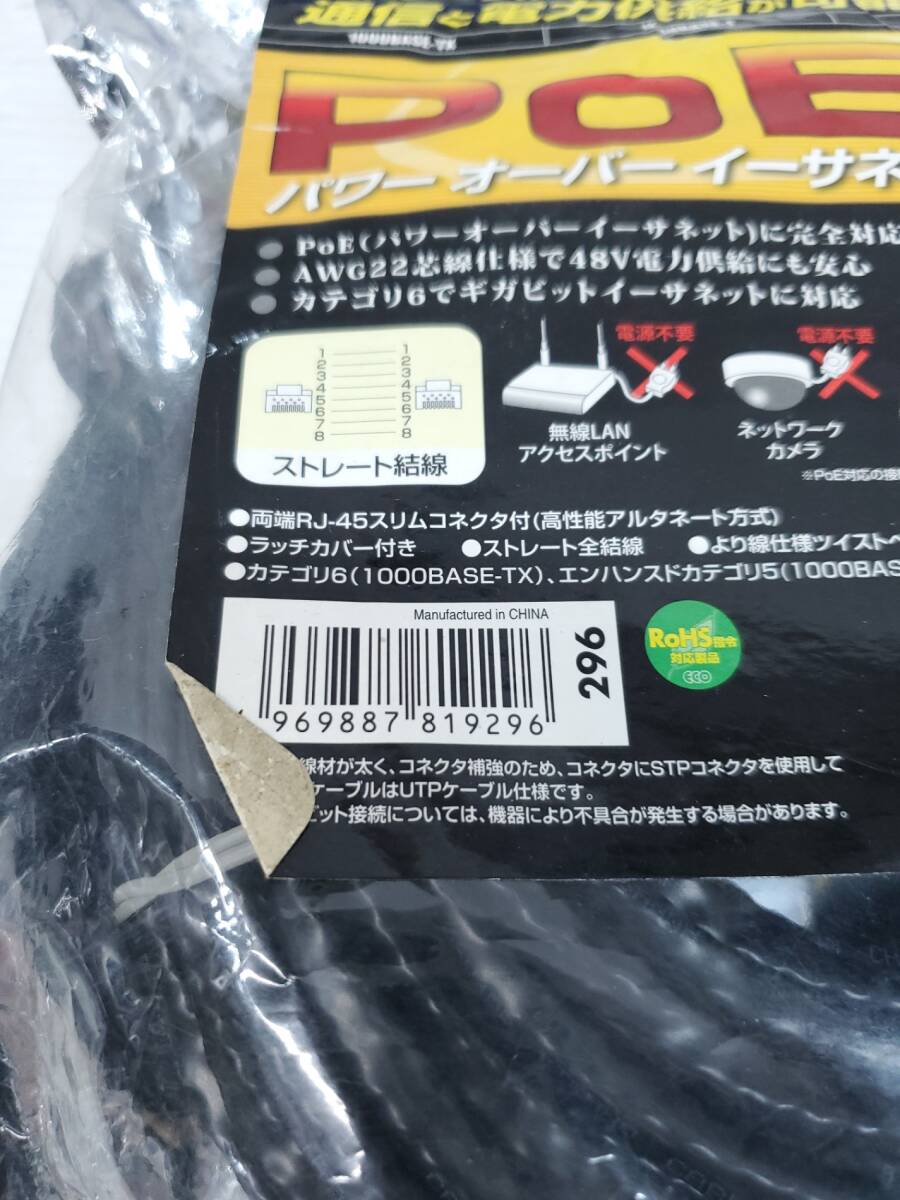 通信と電力供給が可能
1000BASE-TX
PoE
パワー オーバー イーサネ
● PoE(パワーオーバーイーサネット)に完全対応
● AWG22芯線仕様で48V電力供給にも安心
● カテゴリ6でギガビットイーサネットに対応
1 1
2 2
3 3
4 4
5 5
6 6
7 7
8 8
ストレート結線
電源不要
無線LAN
アクセスポイント
電源不要
ネットワーク
カメラ
※PoE対応の接
●両端RJ-45スリムコネクタ付(高性能アルタネート方式)
●ラッチカバー付き ●ストレート全結線 ●より線仕様ツイストペ
●カテゴリ6(1000BASE-TX)、エンハンスドカテゴリ5(1000BAS
Manufactured in CHINA
969887 819296
296
RoHS指令
対応製品
ECO
線材が太く、コネクタ補強のため、コネクタにSTPコネクタを使用して
ケーブルはUTPケーブル仕様です。
ビット接続については、機器により不具合が発生する場合があります。